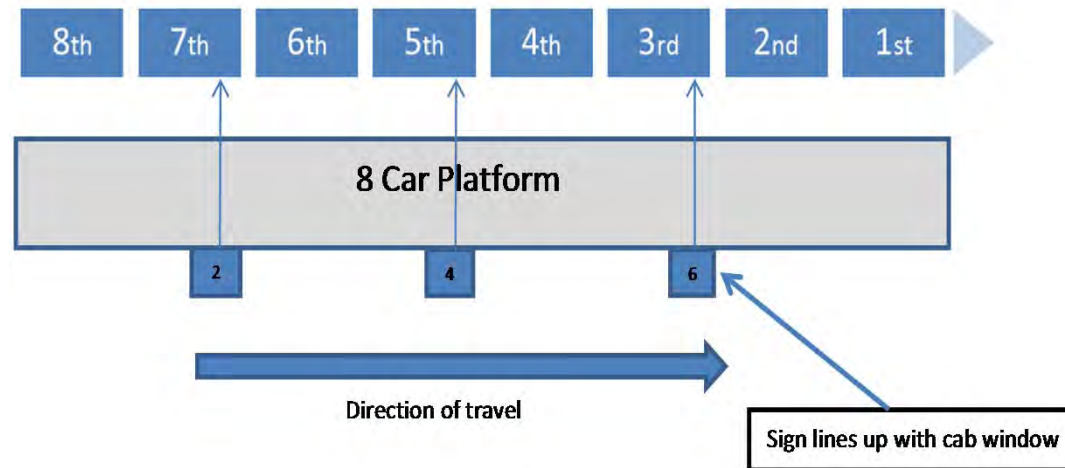 8th 7th 6th 5th 4th 3rd 2nd 1st
8 Car Platform
2 4 6
Direction of travel
Sign lines up with cab window